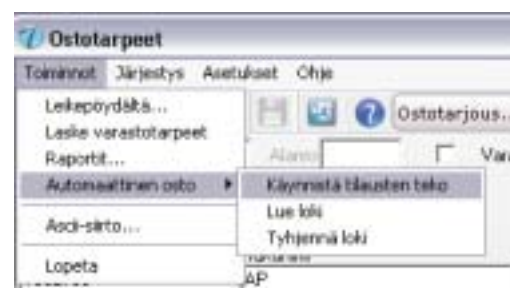 Ostotarpeet
Toiminnot Järjestys Asetukset Ohje
Leikepöydältä...
Laske varastotarpeet
Raportit...
Automaattinen osto
Ascii-siirto...
Lopeta
Ostotarjous..
Vara
Käynnistä tilausten teko
Lue loki
Tyhjennä loki
AP